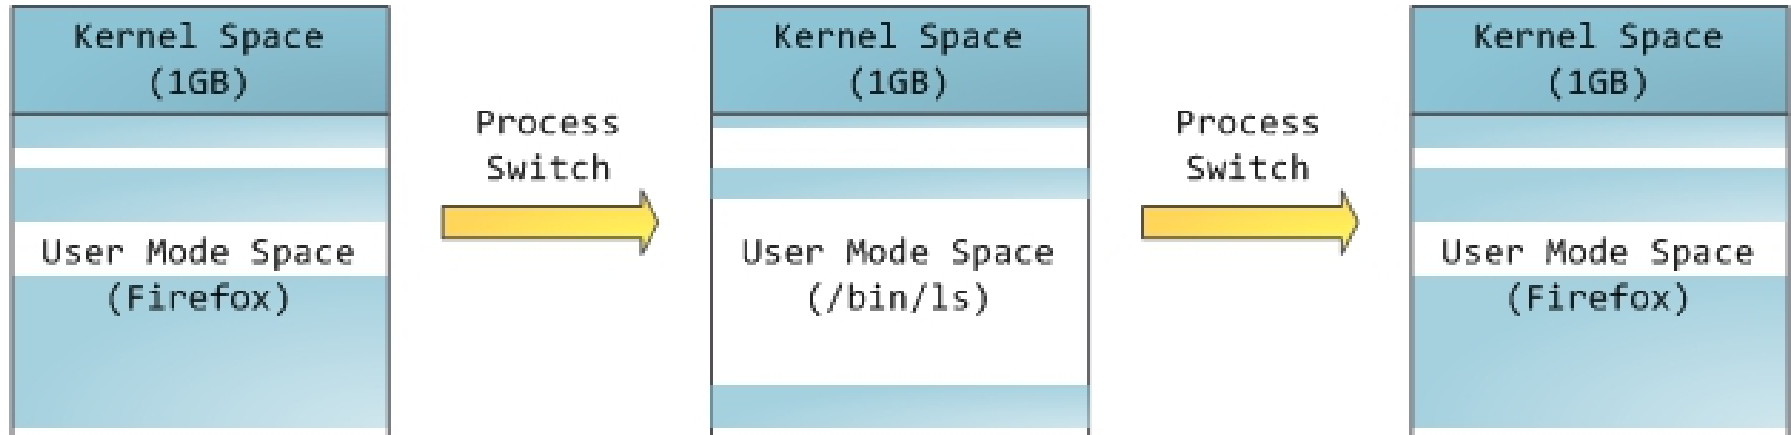 Kernel Space
(1GB)
User Mode Space
(Firefox)
Process
Switch
Kernel Space
(1GB)
User Mode Space
(/bin/ls)
Process
Switch
Kernel Space
(1GB)
User Mode Space
(Firefox)